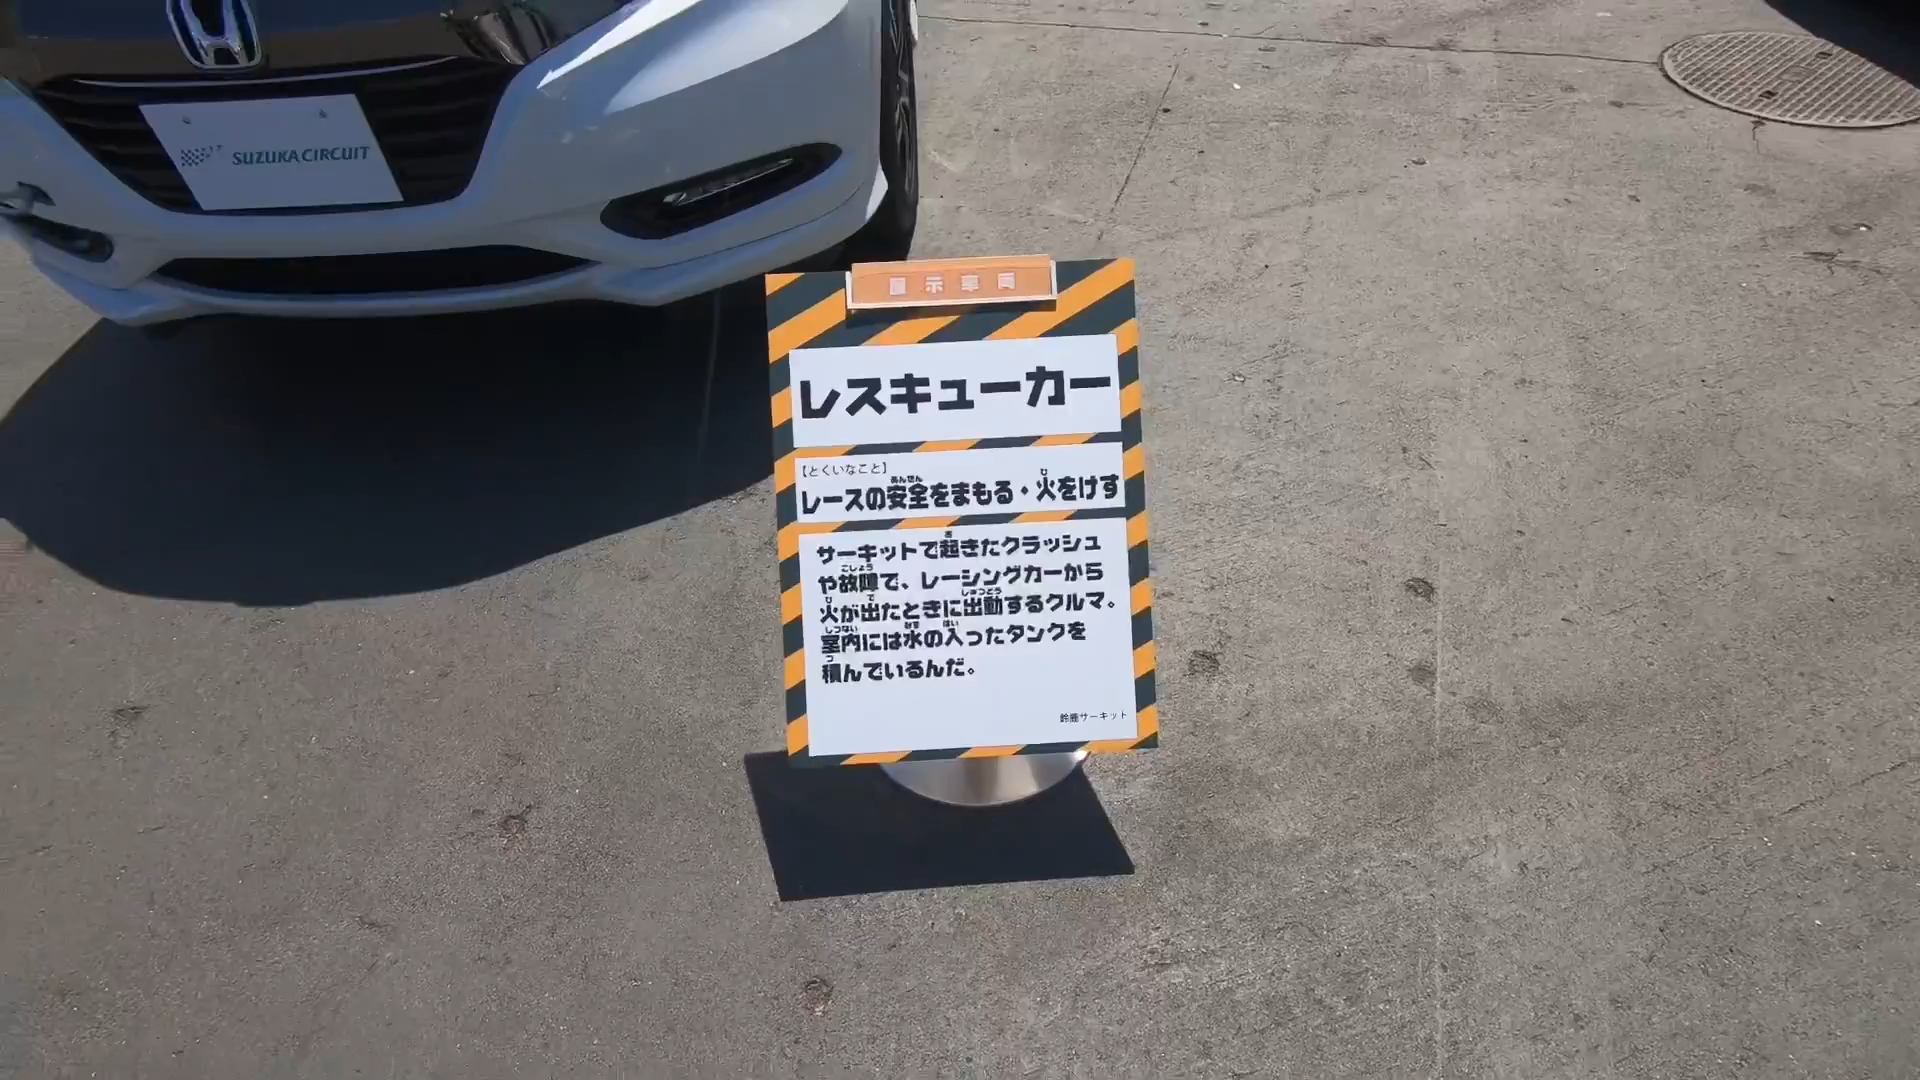 SUZUKA CIRCUIT
展示車両
レスキューカー
【とくいなこと】
レースの安全をまもる・火をけす
サーキットで起きたクラッシュ
や故障で、レーシングカーから
火が出たときに出動するクルマ。
室内には水の入ったタンクを
積んでいるんだ。
鈴鹿サーキット